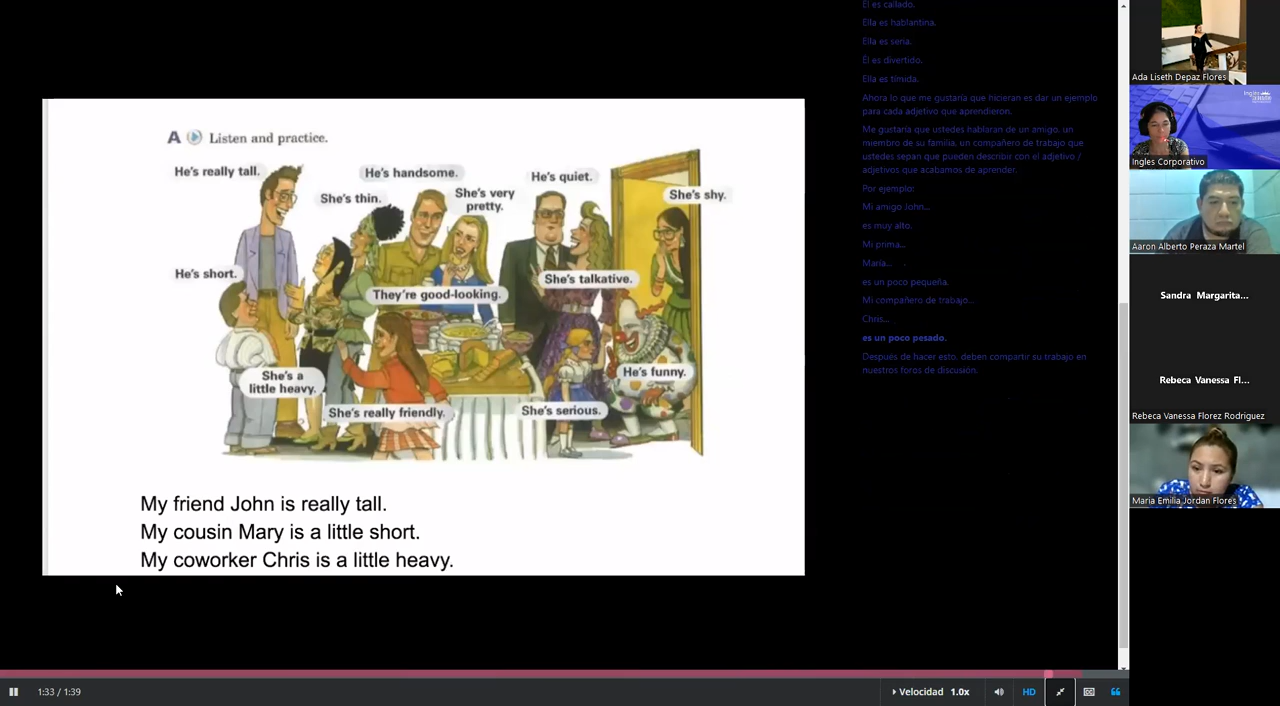 A Listen and practice.
He's really tall.
He's handsome.
She's thin.
She's very
pretty.
He's quiet.
She's shy.
He's short.
They're good-looking.
She's talkative.
She's a
little heavy.
She's really friendly.
She's serious.
He's funny.
My friend John is really tall.
My cousin Mary is a little short.
My coworker Chris is a little heavy.
Él es callado.
Ella es hablantina.
Ella es seria.
Él es divertido.
Ella es tímida.
Ahora lo que me gustaría que hicieran es dar un ejemplo
para cada adjetivo que aprendieron.
Me gustaría que ustedes hablaran de un amigo, un
miembro de su familia, un compañero de trabajo que
ustedes sepan que pueden describir con el adjetivo /
adjetivos que acabamos de aprender.
Por ejemplo:
Mi amigo John...
es muy alto.
Mi prima...
María...
es un poco pequeña.
Mi compañero de trabajo...
Chris...
es un poco pesado.
Después de hacer esto, deben compartir su trabajo en
nuestros foros de discusión.
1:33 / 1:39
Velocidad 1.0x
HD
Ada Liseth Depaz Flores
Ingles Corporativo
Aaron Alberto Peraza Martel
Sandra Margarita...
Rebeca Vanessa Fl...
Rebeca Vanessa Florez Rodriguez
Maria Emilia Jordan Flores